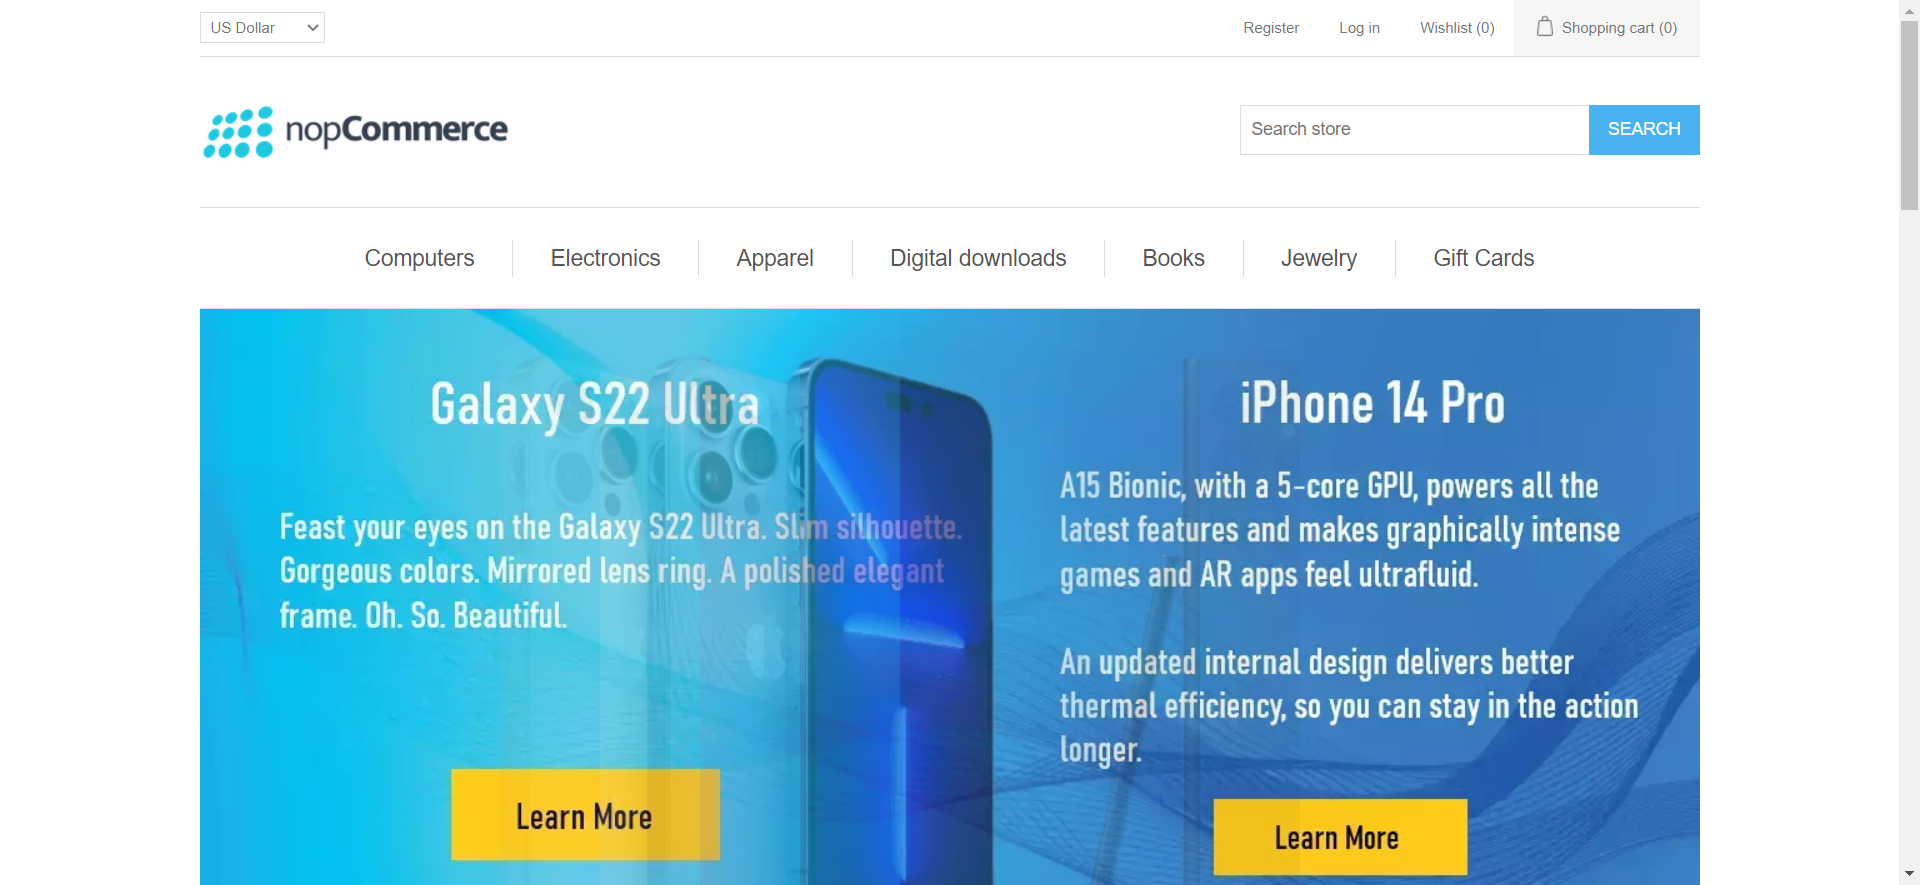 US Dollar
Register
Log in
Wishlist (0)
Shopping cart (0)
nopCommerce
Search store
SEARCH
Computers
Electronics
Apparel
Digital downloads
Books
Jewelry
Gift Cards
Galaxy S22 Ultra
Feast your eyes on the Galaxy S22 Ultra. Slim silhouette.
Gorgeous colors. Mirrored lens ring. A polished elegant
frame. Oh. So. Beautiful.
Learn More
iPhone 14 Pro
A15 Bionic, with a 5-core GPU, powers all the
latest features and makes graphically intense
games and AR apps feel ultrafluid.
An updated internal design delivers better
thermal efficiency, so you can stay in the action
longer.
Learn More